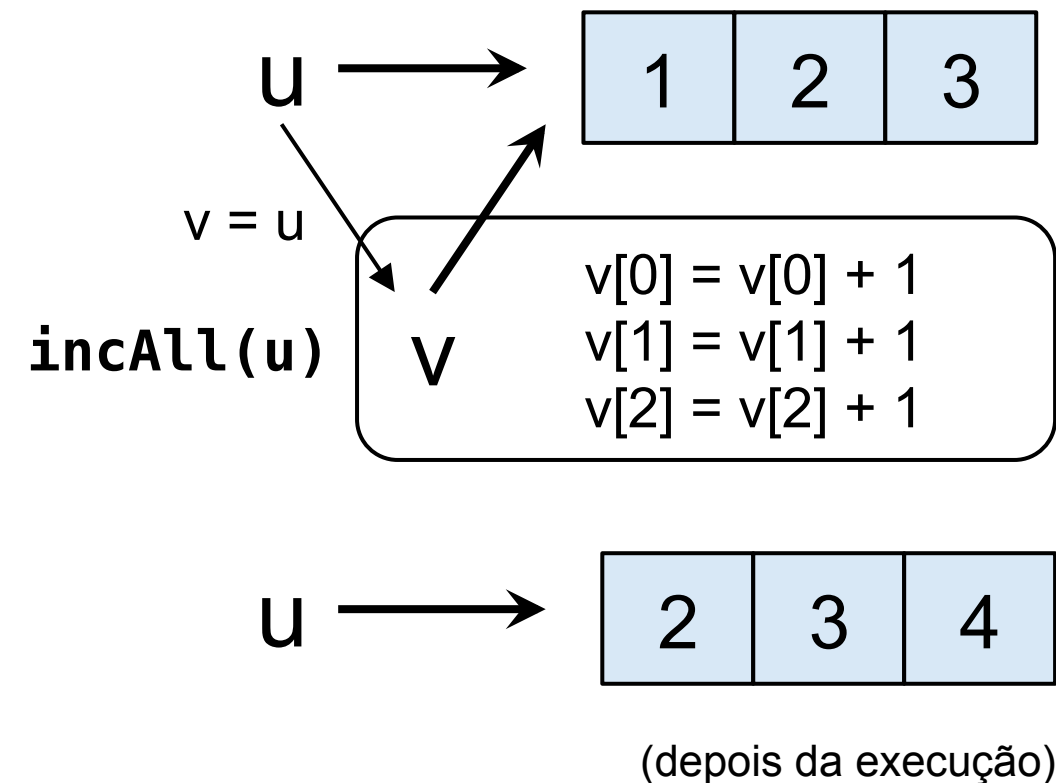 u
1 2 3
v = u
incAll(u)
v
v[0] = v[0] + 1
v[1] = v[1] + 1
v[2] = v[2] + 1
u
2 3 4
(depois da execução)